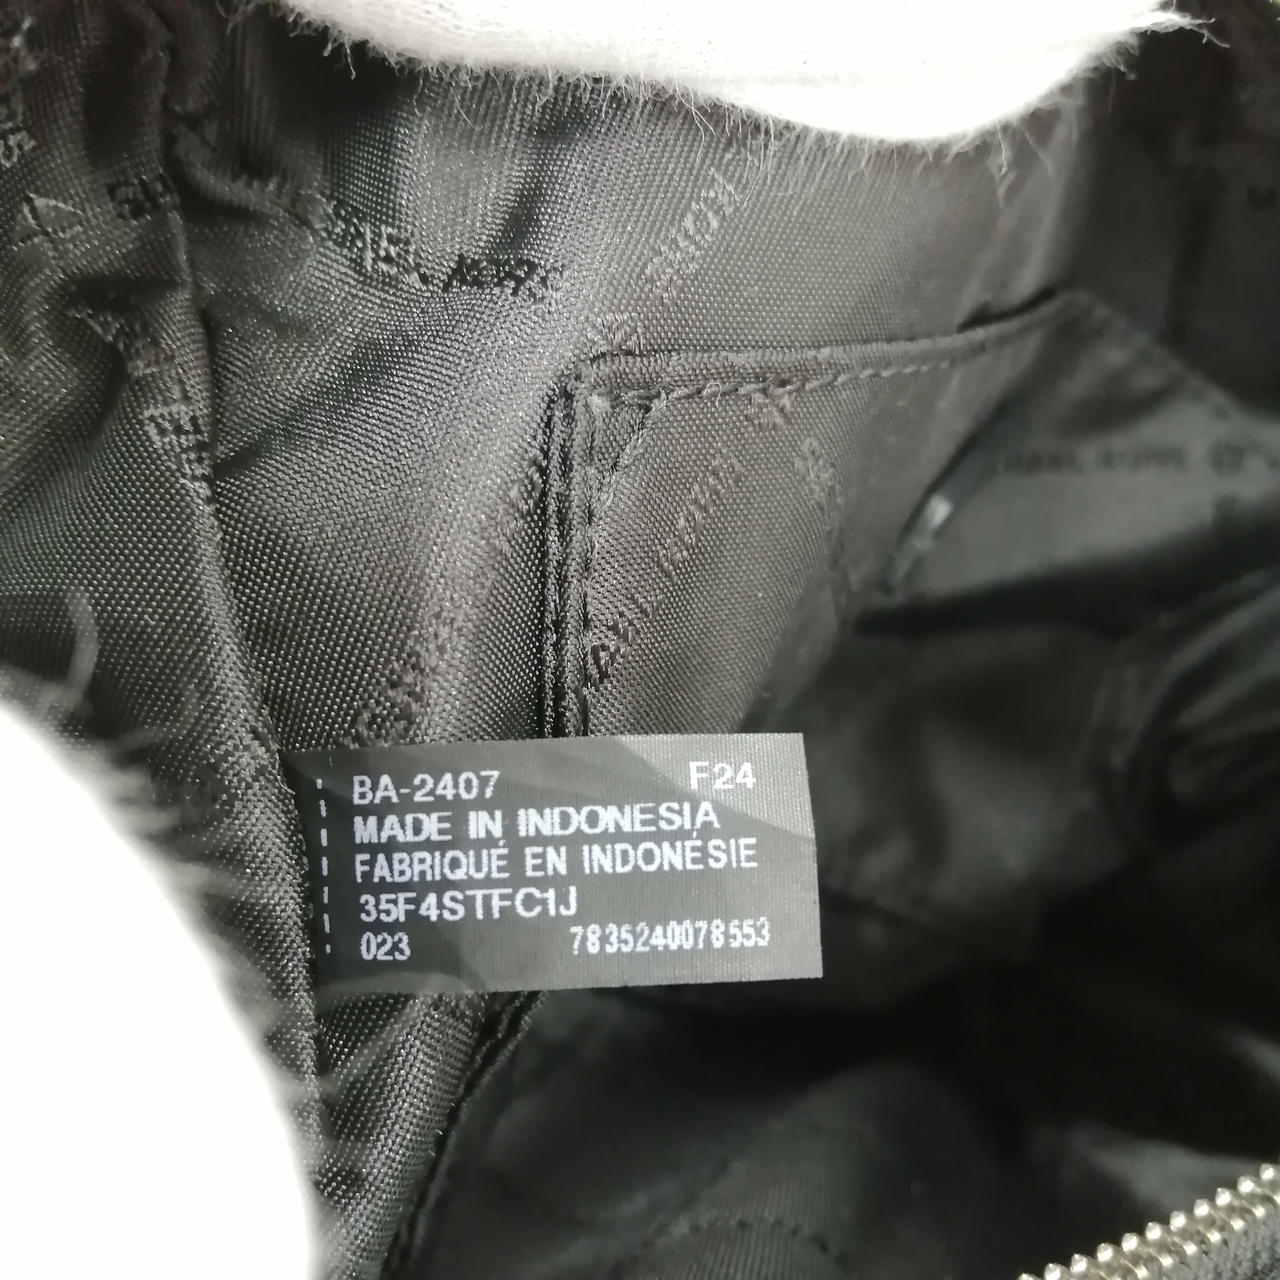 BA-2407 F24
MADE IN INDONESIA
FABRIQUÉ EN INDONÉSIE
35F4STFC1J
023 7835240078553